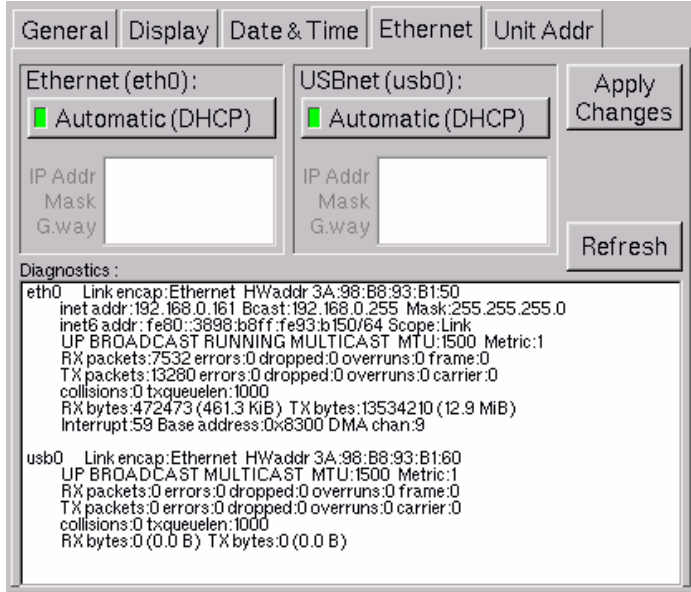 General Display Date & Time Ethernet Unit Addr
Ethernet (eth0):
Automatic (DHCP)
IP Addr
Mask
G.way
USBnet (usb0):
Automatic (DHCP)
IP Addr
Mask
G.way
Apply
Changes
Refresh
Diagnostics :
eth0 Link encap:Ethernet HWaddr 3A:98:B8:93:B1:50
inet addr:192.168.0.161 Bcast:192.168.0.255 Mask:255.255.255.0
inet6 addr: fe80::3898:b8ff:fe93:b150/64 Scope:Link
UP BROADCAST RUNNING MULTICAST MTU:1500 Metric:1
RX packets:7532 errors:0 dropped:0 overruns:0 frame:0
TX packets:13280 errors:0 dropped:0 overruns:0 carrier:0
collisions:0 txqueuelen:1000
RX bytes:472473 (461.3 KiB) TX bytes:13534210 (12.9 MiB)
Interrupt:59 Base address:0x8300 DMA chan:9
usb0 Link encap:Ethernet HWaddr 3A:98:B8:93:B1:60
UP BROADCAST MULTICAST MTU:1500 Metric:1
RX packets:0 errors:0 dropped:0 overruns:0 frame:0
TX packets:0 errors:0 dropped:0 overruns:0 carrier:0
collisions:0 txqueuelen:1000
RX bytes:0 (0.0 B) TX bytes:0 (0.0 B)